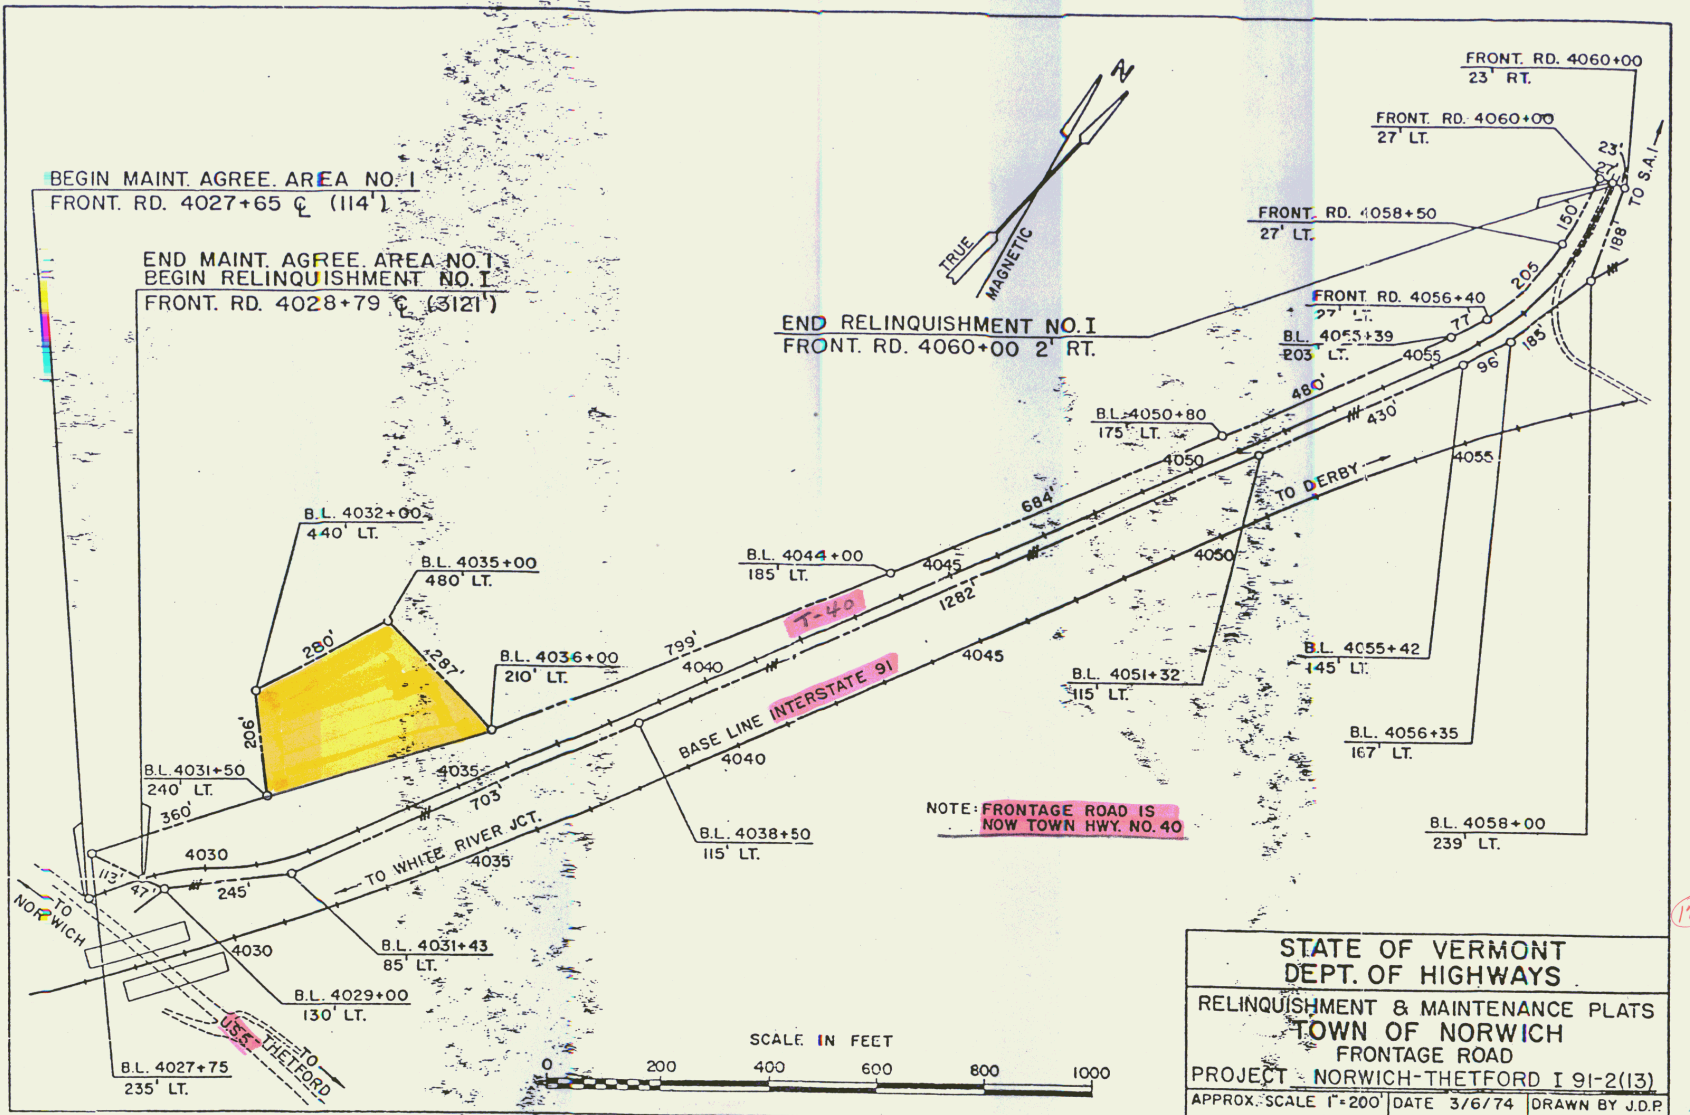 FRONT. RD. 4060+00
23' RT.
FRONT. RD. 4060+00
27' LT.
23'
27'
TO S.A. 1
BEGIN MAINT. AGREE. AREA NO. 1
FRONT. RD. 4027+65 ℄ (114')
N
TRUE
MAGNETIC
FRONT. RD. 4058+50
27' LT.
150'
188'
205
END MAINT. AGREE. AREA NO. 1
BEGIN RELINQUISHMENT NO. I
FRONT. RD. 4028+79 ℄ (3121')
END RELINQUISHMENT NO. I
FRONT. RD. 4060+00 2' RT.
FRONT RD. 4056+40
27' LT.
B.L. 4055+39
203' LT.
77'
4055
96'
185'
480'
430'
B.L. 4050+80
175' LT.
4050
4055
TO DERBY
684'
4050
B.L. 4032+00
440' LT.
B.L. 4035+00
480' LT.
B.L. 4044+00
185' LT.
4045
1282'
T-40
280'
287'
799'
B.L. 4036+00
210' LT.
4040
4045
B.L. 4055+42
145' LT.
B.L. 4051+32
115' LT.
206'
BASE LINE INTERSTATE 91
4040
B.L. 4056+35
167' LT.
B.L. 4031+50
240' LT.
4035
703'
360'
NOTE: FRONTAGE ROAD IS
NOW TOWN HWY. NO. 40
B.L. 4038+50
115' LT.
B.L. 4058+00
239' LT.
4030
TO WHITE RIVER JCT.
4035
113'
47'
245'
TO
NORWICH
4030
B.L. 4031+43
85' LT.
B.L. 4029+00
130' LT.
U.S.5-THETFORD
TO
B.L. 4027+75
235' LT.
SCALE IN FEET
0 200 400 600 800 1000
STATE OF VERMONT
DEPT. OF HIGHWAYS
RELINQUISHMENT & MAINTENANCE PLATS
TOWN OF NORWICH
FRONTAGE ROAD
PROJECT NORWICH-THETFORD I 91-2(13)
APPROX. SCALE 1"=200' DATE 3/6/74 DRAWN BY J.D.P.